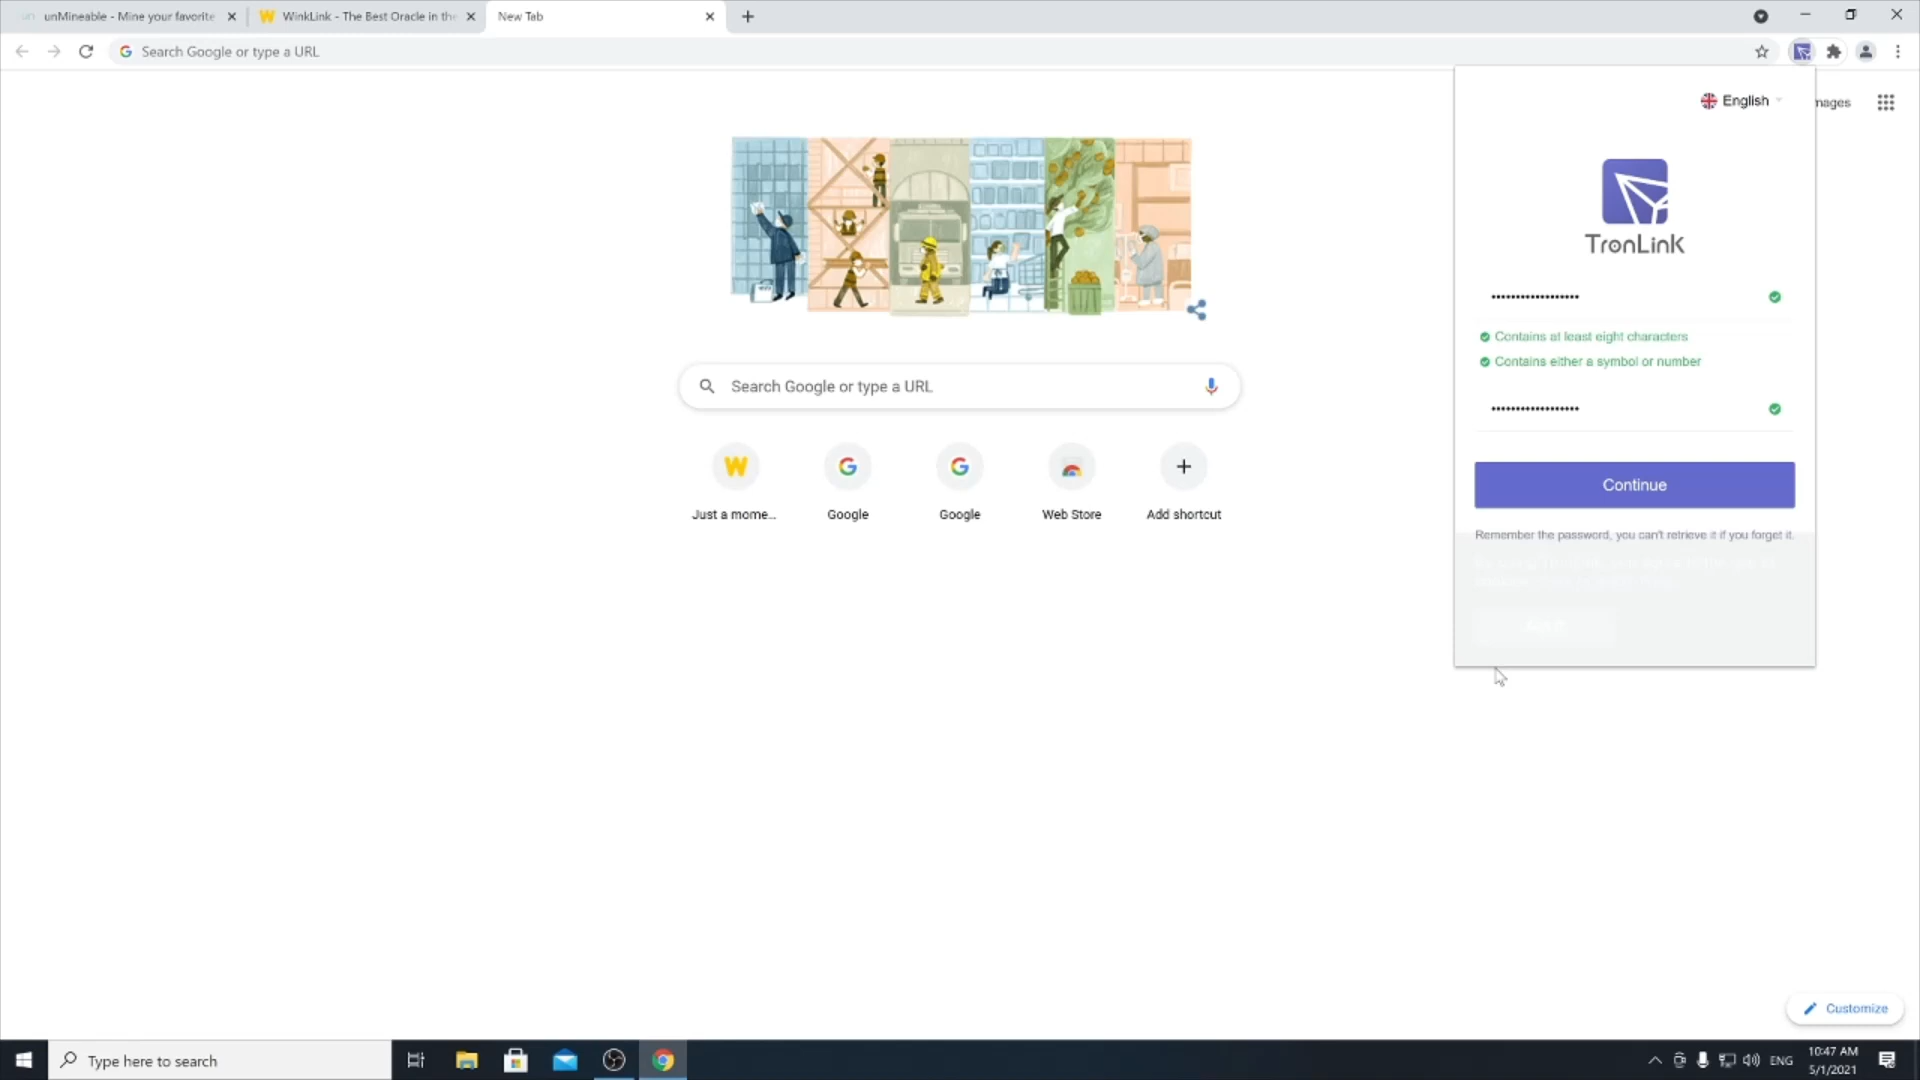 unMineable - Mine your favorite
WinkLink - The Best Oracle in the
New Tab
Search Google or type a URL
English
mages
TronLink
••••••••••••••••••
Contains at least eight characters
Contains either a symbol or number
••••••••••••••••••
Continue
Remember the password, you can't retrieve it if you forget it.
Search Google or type a URL
W
Just a mome...
Google
Google
Web Store
Add shortcut
Customize
Type here to search
ENG
10:47 AM
5/1/2021